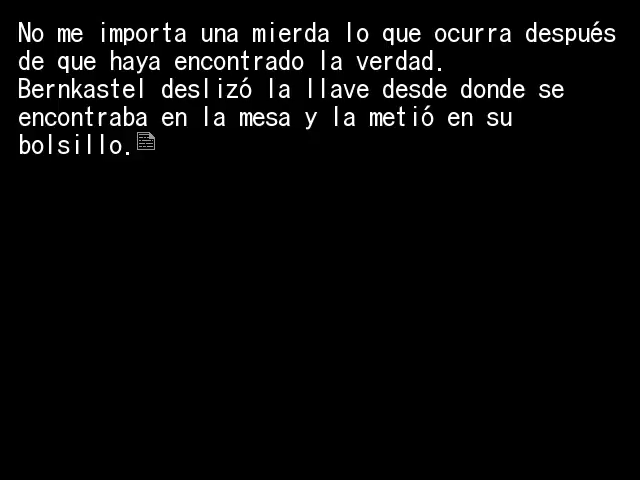 No me importa una mierda lo que ocurra después
de que haya encontrado la verdad.
Bernkastel deslizó la llave desde donde se
encontraba en la mesa y la metió en su
bolsillo.